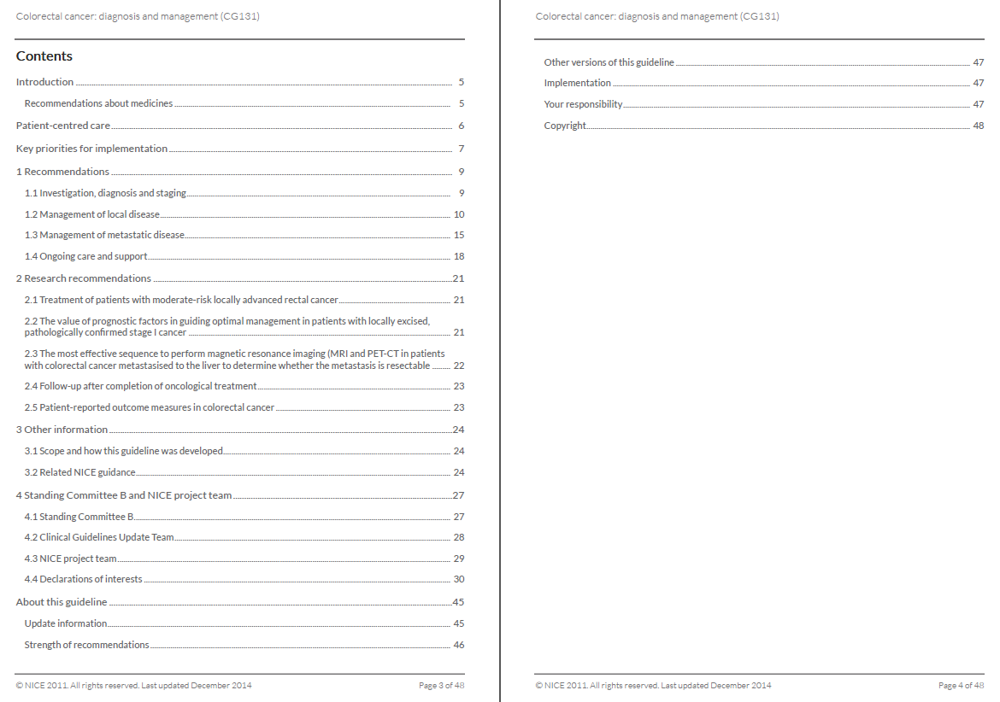 Colorectal cancer: diagnosis and management (CG131)
Contents
Introduction 5
Recommendations about medicines 5
Patient-centred care 6
Key priorities for implementation 7
1 Recommendations 9
1.1 Investigation, diagnosis and staging 9
1.2 Management of local disease 10
1.3 Management of metastatic disease 15
1.4 Ongoing care and support 18
2 Research recommendations 21
2.1 Treatment of patients with moderate-risk locally advanced rectal cancer 21
2.2 The value of prognostic factors in guiding optimal management in patients with locally excised,
pathologically confirmed stage I cancer 21
2.3 The most effective sequence to perform magnetic resonance imaging (MRI and PET-CT in patients
with colorectal cancer metastasised to the liver to determine whether the metastasis is resectable 22
2.4 Follow-up after completion of oncological treatment 23
2.5 Patient-reported outcome measures in colorectal cancer 23
3 Other information 24
3.1 Scope and how this guideline was developed 24
3.2 Related NICE guidance 24
4 Standing Committee B and NICE project team 27
4.1 Standing Committee B 27
4.2 Clinical Guidelines Update Team 28
4.3 NICE project team 29
4.4 Declarations of interests 30
About this guideline 45
Update information 45
Strength of recommendations 46
© NICE 2011. All rights reserved. Last updated December 2014 Page 3 of 48
Colorectal cancer: diagnosis and management (CG131)
Other versions of this guideline 47
Implementation 47
Your responsibility 47
Copyright 48
© NICE 2011. All rights reserved. Last updated December 2014 Page 4 of 48